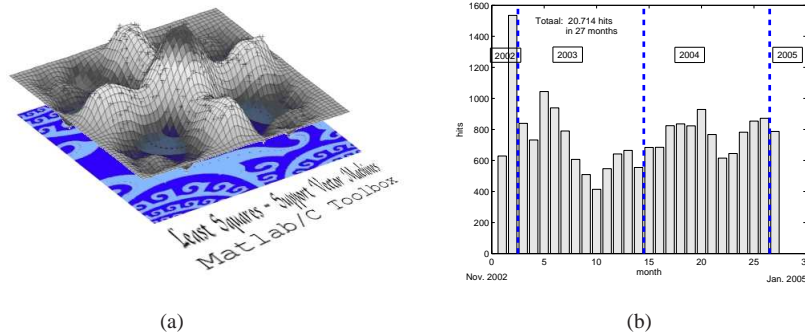 Least Squares - Support Vector Machines
Matlab/C Toolbox
(a)
1600
1400
1200
1000
800
600
400
200
0
hits
Totaal: 20.714 hits
in 27 months
2002
2003
2004
2005
0
5
10
15
20
25
30
month
Nov. 2002
Jan. 2005
(b)